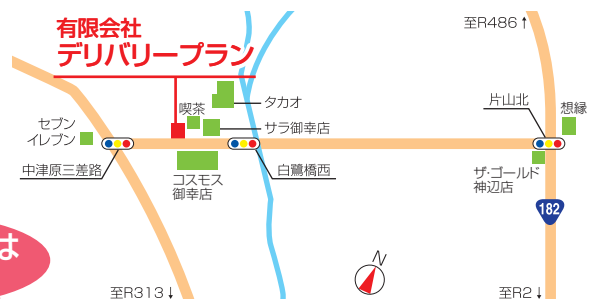 有限会社
デリバリープラン
至R486↑
喫茶
タカオ
片山北
想縁
セブン
イレブン
サラ御幸店
中津原三差路
コスモス
御幸店
白鷺橋西
ザ・ゴールド
神辺店
182
は
N
至R313↓
至R2↓